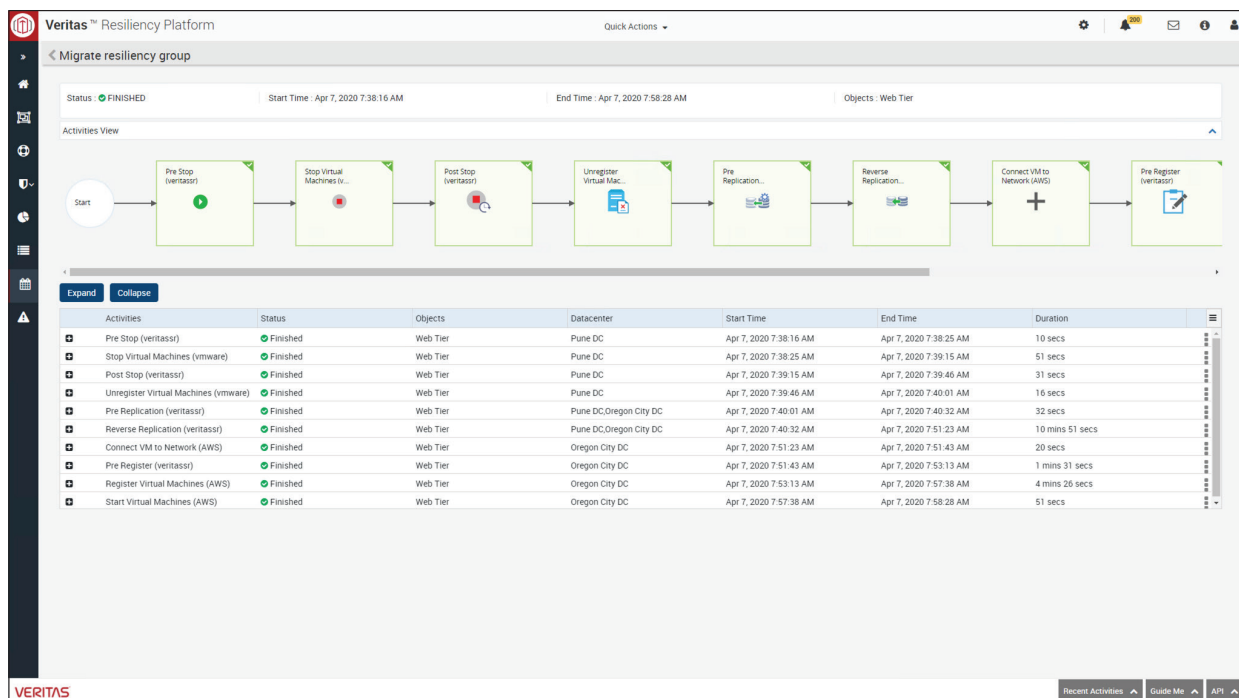 Veritas ™ Resiliency Platform
Quick Actions
200
Migrate resiliency group
Status : FINISHED
Start Time : Apr 7, 2020 7:38:16 AM
End Time : Apr 7, 2020 7:58:28 AM
Objects : Web Tier
Activities View
Start
Pre Stop
(veritassr)
Stop Virtual
Machines (v...
Post Stop
(veritassr)
Unregister
Virtual Mac...
Pre
Replication...
Reverse
Replication...
Connect VM to
Network (AWS)
Pre Register
(veritassr)
Expand Collapse
Activities Status Objects Datacenter Start Time End Time Duration
Pre Stop (veritassr) Finished Web Tier Pune DC Apr 7, 2020 7:38:16 AM Apr 7, 2020 7:38:25 AM 10 secs
Stop Virtual Machines (vmware) Finished Web Tier Pune DC Apr 7, 2020 7:38:25 AM Apr 7, 2020 7:39:15 AM 51 secs
Post Stop (veritassr) Finished Web Tier Pune DC Apr 7, 2020 7:39:15 AM Apr 7, 2020 7:39:46 AM 31 secs
Unregister Virtual Machines (vmware) Finished Web Tier Pune DC Apr 7, 2020 7:39:46 AM Apr 7, 2020 7:40:01 AM 16 secs
Pre Replication (veritassr) Finished Web Tier Pune DC,Oregon City DC Apr 7, 2020 7:40:01 AM Apr 7, 2020 7:40:32 AM 32 secs
Reverse Replication (veritassr) Finished Web Tier Pune DC,Oregon City DC Apr 7, 2020 7:40:32 AM Apr 7, 2020 7:51:23 AM 10 mins 51 secs
Connect VM to Network (AWS) Finished Web Tier Oregon City DC Apr 7, 2020 7:51:23 AM Apr 7, 2020 7:51:43 AM 20 secs
Pre Register (veritassr) Finished Web Tier Oregon City DC Apr 7, 2020 7:51:43 AM Apr 7, 2020 7:53:13 AM 1 mins 31 secs
Register Virtual Machines (AWS) Finished Web Tier Oregon City DC Apr 7, 2020 7:53:13 AM Apr 7, 2020 7:57:38 AM 4 mins 26 secs
Start Virtual Machines (AWS) Finished Web Tier Oregon City DC Apr 7, 2020 7:57:38 AM Apr 7, 2020 7:58:28 AM 51 secs
VERITAS
Recent Activities Guide Me API